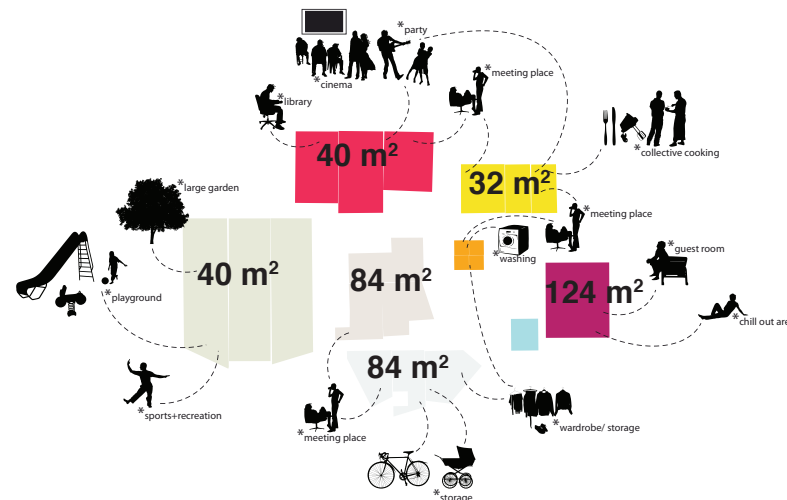 *party
*cinema
*meeting place
*library
40 m²
*collective cooking
32 m²
*large garden
*meeting place
*guest room
*washing
40 m²
84 m²
124 m²
*playground
*chill out are
84 m²
*sports+recreation
*wardrobe/ storage
*meeting place
*storage